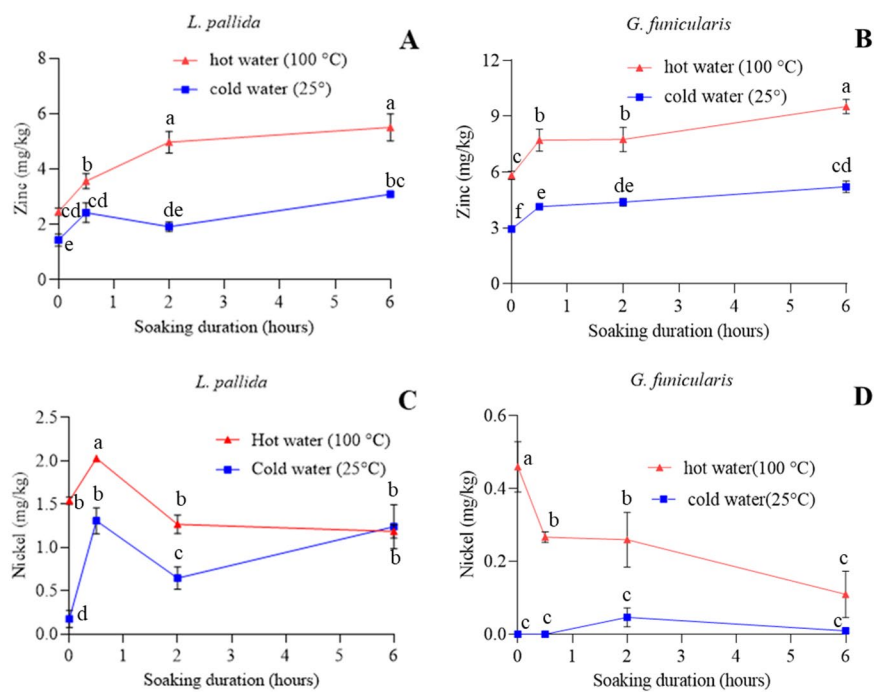 L. pallida
A
hot water (100 °C)
cold water (25°)
Zinc (mg/kg)
8
6
4
2
0
cd
e
b
cd
a
de
a
bc
0 1 2 3 4 5 6
Soaking duration (hours)
G. funicularis
B
hot water (100 °C)
cold water (25°)
Zinc (mg/kg)
12
9
6
3
0
c
f
b
e
b
de
a
cd
0 1 2 3 4 5 6
Soaking duration (hours)
L. pallida
C
Hot water (100 °C)
Cold water (25°C)
Nickel (mg/kg)
2.5
2.0
1.5
1.0
0.5
0.0
b
d
a
b
b
c
b
b
0 1 2 3 4 5 6
Soaking duration (hours)
G. funicularis
D
hot water(100 °C)
cold water(25°C)
Nickel (mg/kg)
0.6
0.4
0.2
0.0
a
c
b
c
b
c
c
c
0 1 2 3 4 5 6
Soaking duration (hours)